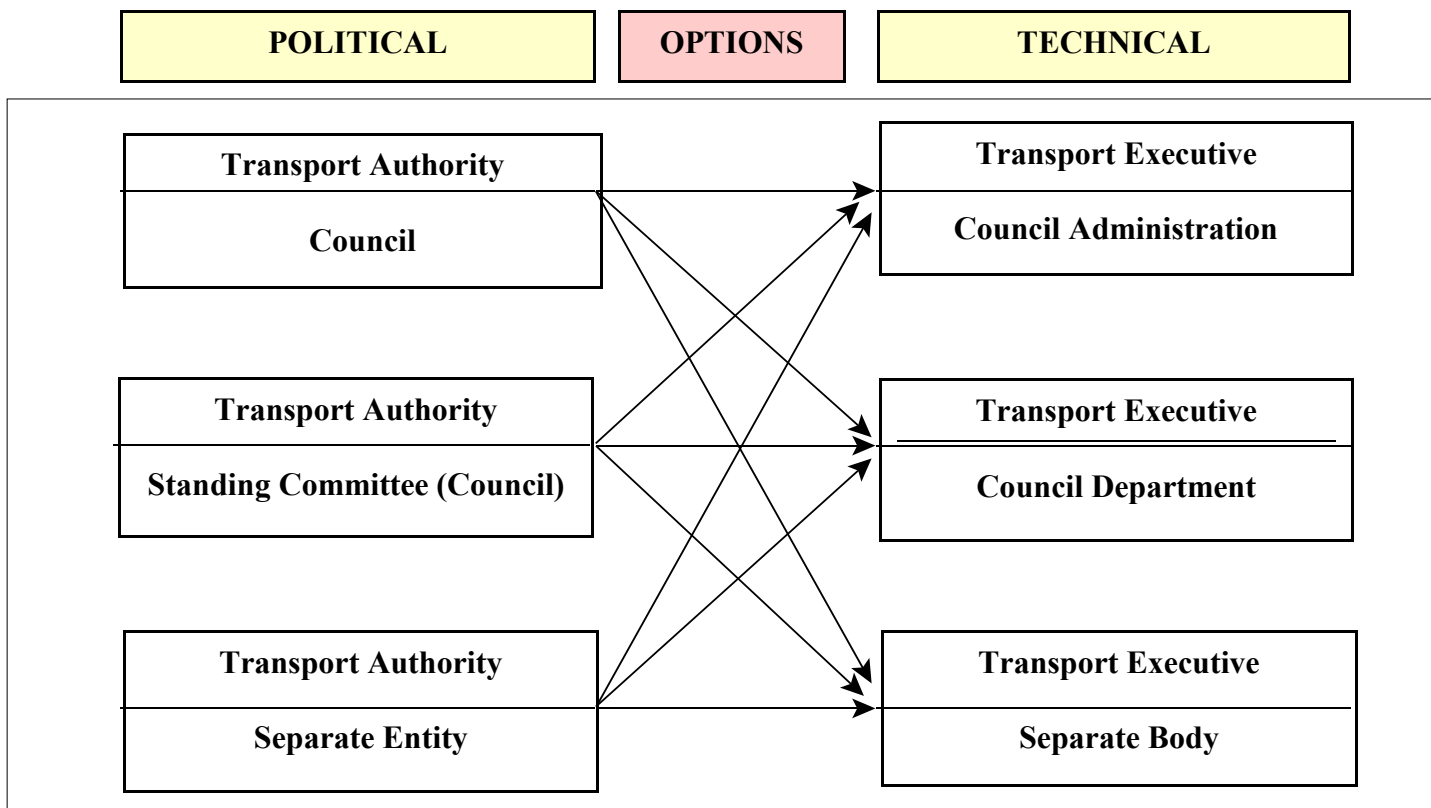 POLITICAL
OPTIONS
TECHNICAL
Transport Authority
Council
Transport Executive
Council Administration
Transport Authority
Standing Committee (Council)
Transport Executive
Council Department
Transport Authority
Separate Entity
Transport Executive
Separate Body